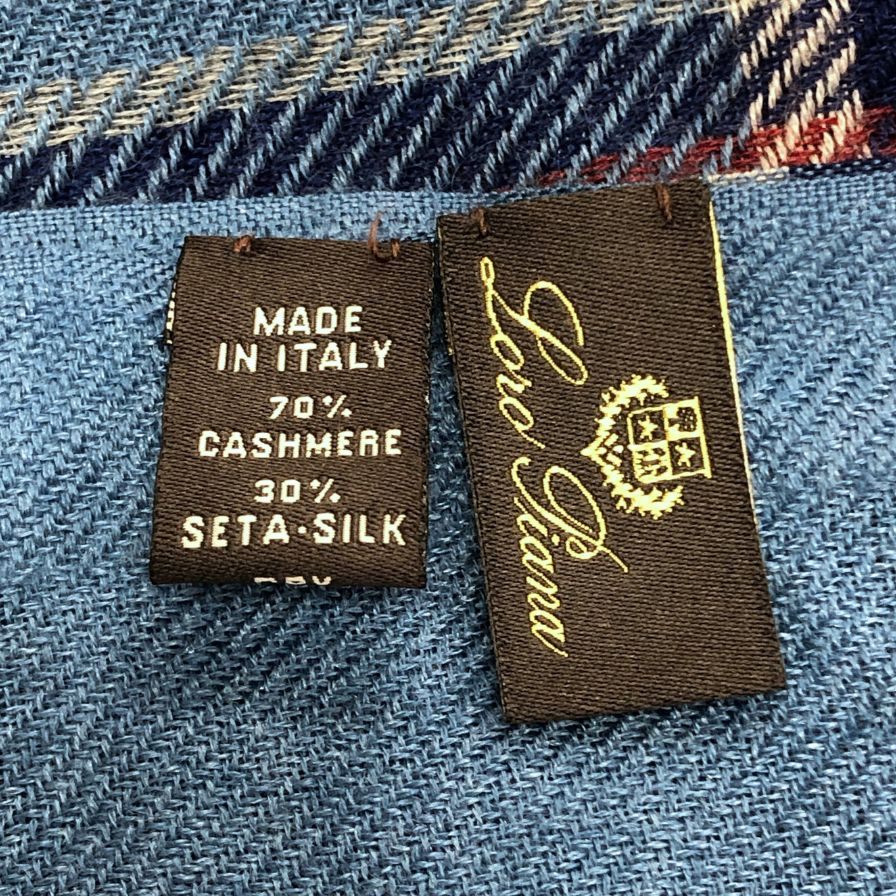 MADE
IN ITALY
70%
CASHMERE
30%
SETA·SILK
Loro Piana